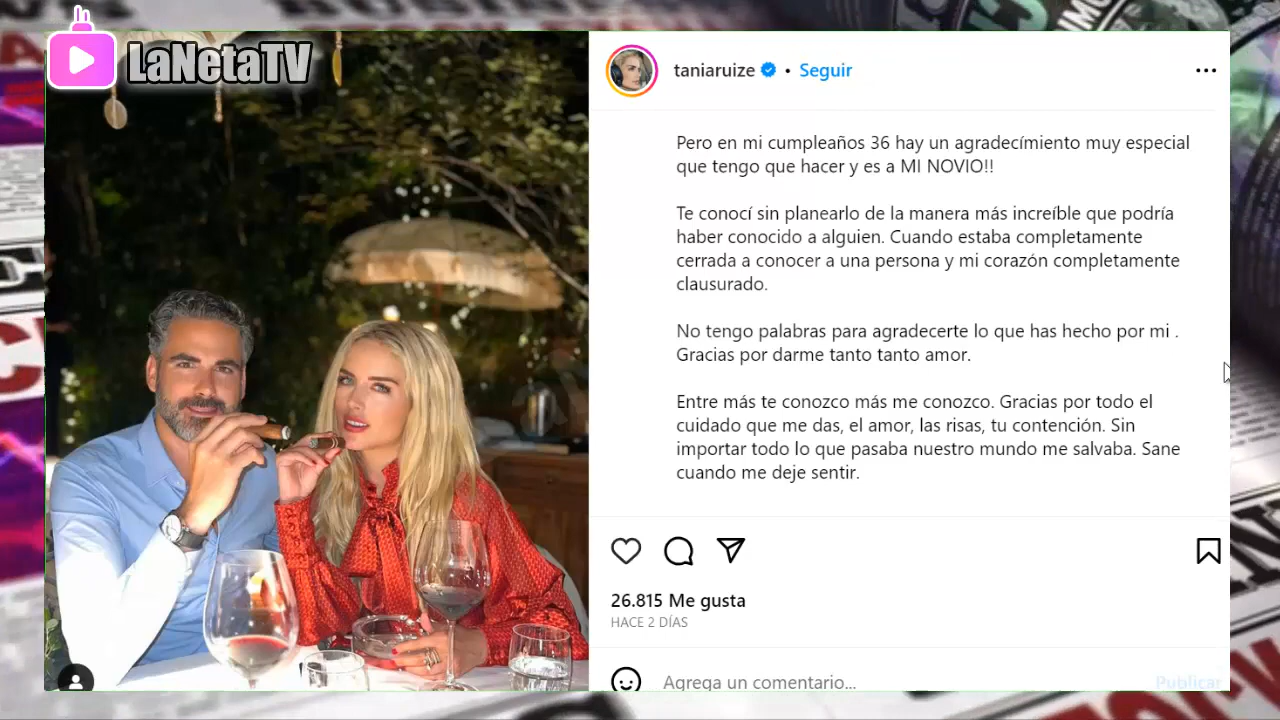 LaNetaTV
taniaruize • Seguir
Pero en mi cumpleaños 36 hay un agradecímiento muy especial
que tengo que hacer y es a MI NOVIO!!
Te conocí sin planearlo de la manera más increíble que podría
haber conocido a alguien. Cuando estaba completamente
cerrada a conocer a una persona y mi corazón completamente
clausurado.
No tengo palabras para agradecerte lo que has hecho por mi .
Gracias por darme tanto tanto amor.
Entre más te conozco más me conozco. Gracias por todo el
cuidado que me das, el amor, las risas, tu contención. Sin
importar todo lo que pasaba nuestro mundo me salvaba. Sane
cuando me deje sentir.
26.815 Me gusta
HACE 2 DÍAS
Agrega un comentario...
Publicar